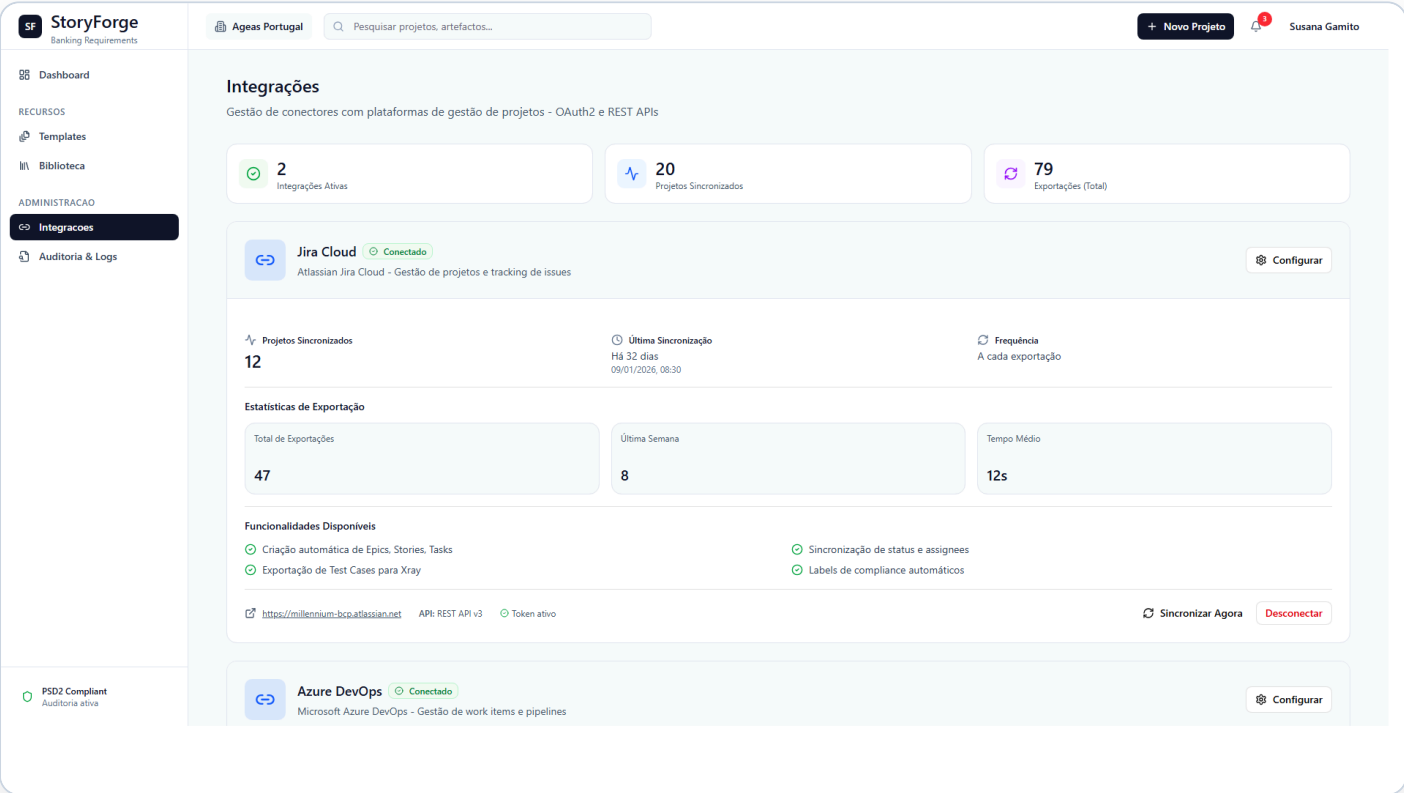 SF
StoryForge
Banking Requirements
Ageas Portugal
Pesquisar projetos, artefactos...
+ Novo Projeto
3
Susana Gamito
Dashboard
RECURSOS
Templates
Biblioteca
ADMINISTRACAO
Integracoes
Auditoria & Logs
PSD2 Compliant
Auditoria ativa
Integrações
Gestão de conectores com plataformas de gestão de projetos - OAuth2 e REST APIs
2
Integrações Ativas
20
Projetos Sincronizados
79
Exportações (Total)
Jira Cloud
Conectado
Atlassian Jira Cloud - Gestão de projetos e tracking de issues
Configurar
Projetos Sincronizados
12
Última Sincronização
Há 32 dias
09/01/2026, 08:30
Frequência
A cada exportação
Estatísticas de Exportação
Total de Exportações
47
Última Semana
8
Tempo Médio
12s
Funcionalidades Disponíveis
Criação automática de Epics, Stories, Tasks
Sincronização de status e assignees
Exportação de Test Cases para Xray
Labels de compliance automáticos
https://millennium-bcp.atlassian.net
API: REST API v3
Token ativo
Sincronizar Agora
Desconectar
Azure DevOps
Conectado
Microsoft Azure DevOps - Gestão de work items e pipelines
Configurar